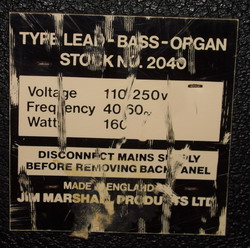 TYPE LEAD-BASS-ORGAN
STOCK NO. 2040
Voltage 110/250v
Frequency 40/60~
Watt 160
DISCONNECT MAINS SUPPLY
BEFORE REMOVING BACK PANEL
MADE IN ENGLAND
JIM MARSHALL PRODUCTS LTD